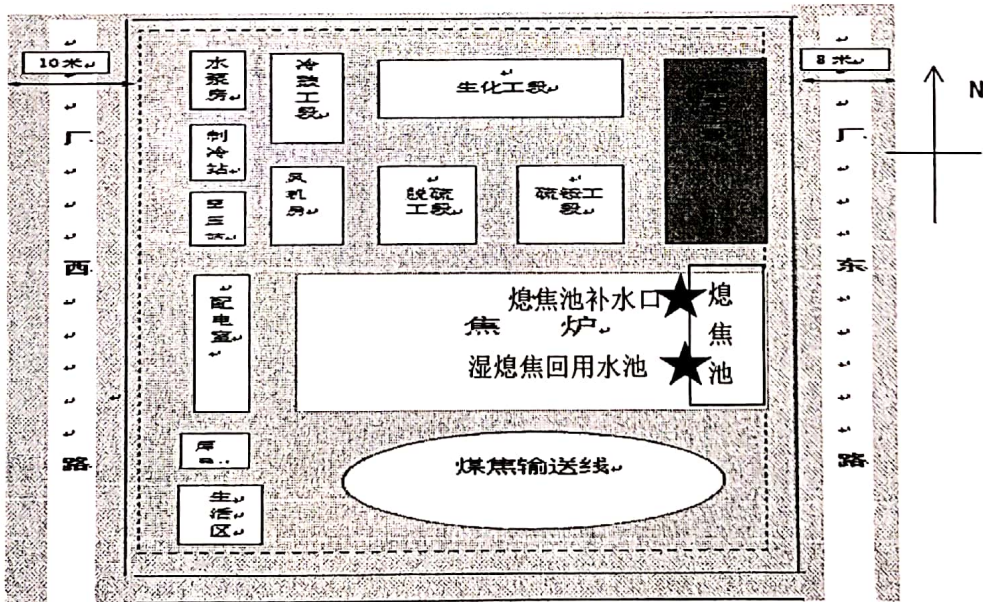 10米
8米
N
水泵房
冷鼓工段
生化工段
制冷站
风机房
脱硫工段
硫铵工段
厂西路
厂东路
配电室
熄焦池补水口
焦 炉
湿熄焦回用水池
熄焦池
煤焦输送线
生活区